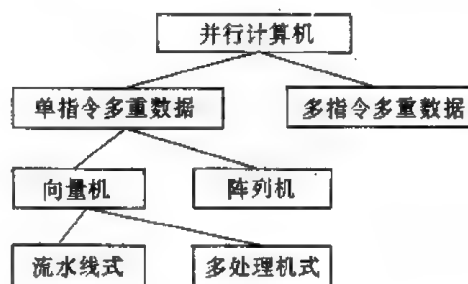 并行计算机
单指令多重数据
多指令多重数据
向量机
阵列机
流水线式
多处理机式